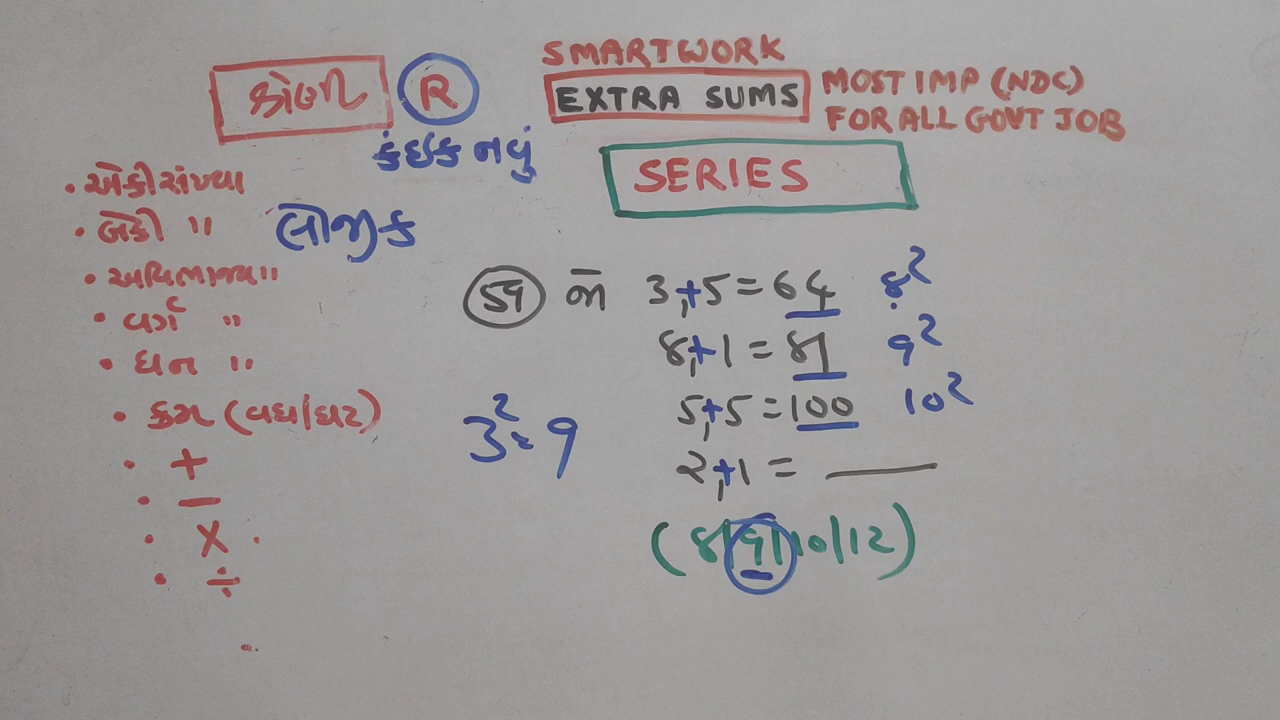 SMARTWORK
શ્રેણી R EXTRA SUMS MOST IMP (NDC)
FOR ALL GOVT JOB
કંઈક નવું
SERIES
• એકી સંખ્યા
• બેકી "
લોજીક
• અવિભાજ્ય "
• વર્ગ "
• ઘન "
• ક્રમ (વધ/ઘટ)
• +
• −
• ×
• ÷
51 જો 3,+5 = 64 8²
8,+1 = 81 9²
5,+5 = 100 10²
2,+1 = ____
3² = 9
(8/9/10/12)